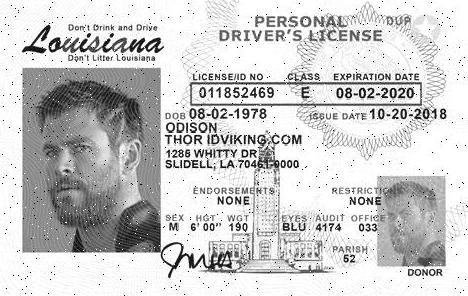 Don't Drink and Drive
Louisiana
Don't Litter Louisiana
PERSONAL DUP
DRIVER'S LICENSE
LICENSE/ID NO CLASS EXPIRATION DATE
011852469 E 08-02-2020
DOB 08-02-1978 ISSUE DATE 10-20-2018
ODISON
THOR IDVIKING.COM
1285 WHITTY DR
SLIDELL, LA 70461-0000
ENDORSEMENTS RESTRICTIONS
NONE NONE
SEX HGT WGT EYES AUDIT OFFICE
M 6' 00" 190 BLU 4174 033
PARISH
52
DONOR